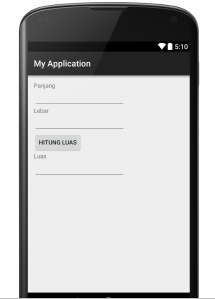 5:10
My Application
Panjang
Lebar
HITUNG LUAS
Luas